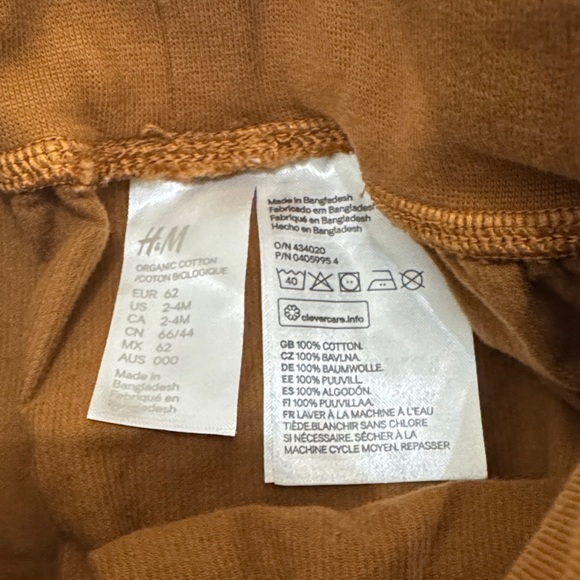 H&M
ORGANIC COTTON
/COTON BIOLOGIQUE
EUR 62
US 2-4M
CA 2-4M
CN 66/44
MX 62
AUS 000
Made in
Bangladesh
Fabriqué en
Bangladesh
Made in Bangladesh
Fabricado em Bangladesh
Fabriqué en Bangladesh
Hecho en Bangladesh
O/N 434020
P/N 0405995 4
40
clevercare.info
GB 100% COTTON.
CZ 100% BAVLNA.
DE 100% BAUMWOLLE.
EE 100% PUUVILL.
ES 100% ALGODÓN.
FI 100% PUUVILLAA.
FR LAVER À LA MACHINE À L'EAU
TIÈDE.BLANCHIR SANS CHLORE
SI NÉCESSAIRE. SÉCHER À LA
MACHINE CYCLE MOYEN. REPASSER